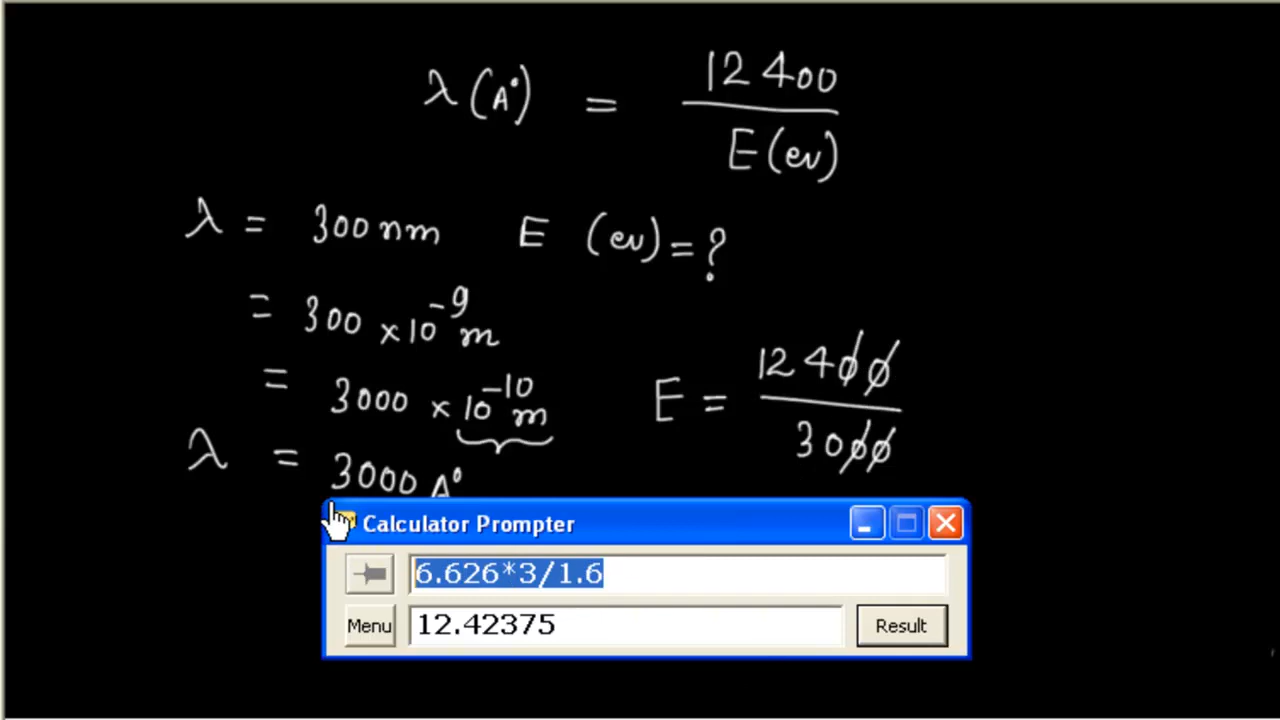 λ (A°) = 12400 / E (ev)
λ = 300 nm E (ev) = ?
= 300 × 10⁻⁹ m
= 3000 × 10⁻¹⁰ m
E = 12400 / 3000
λ = 3000 A°
Calculator Prompter
6.626*3/1.6
Menu 12.42375 Result